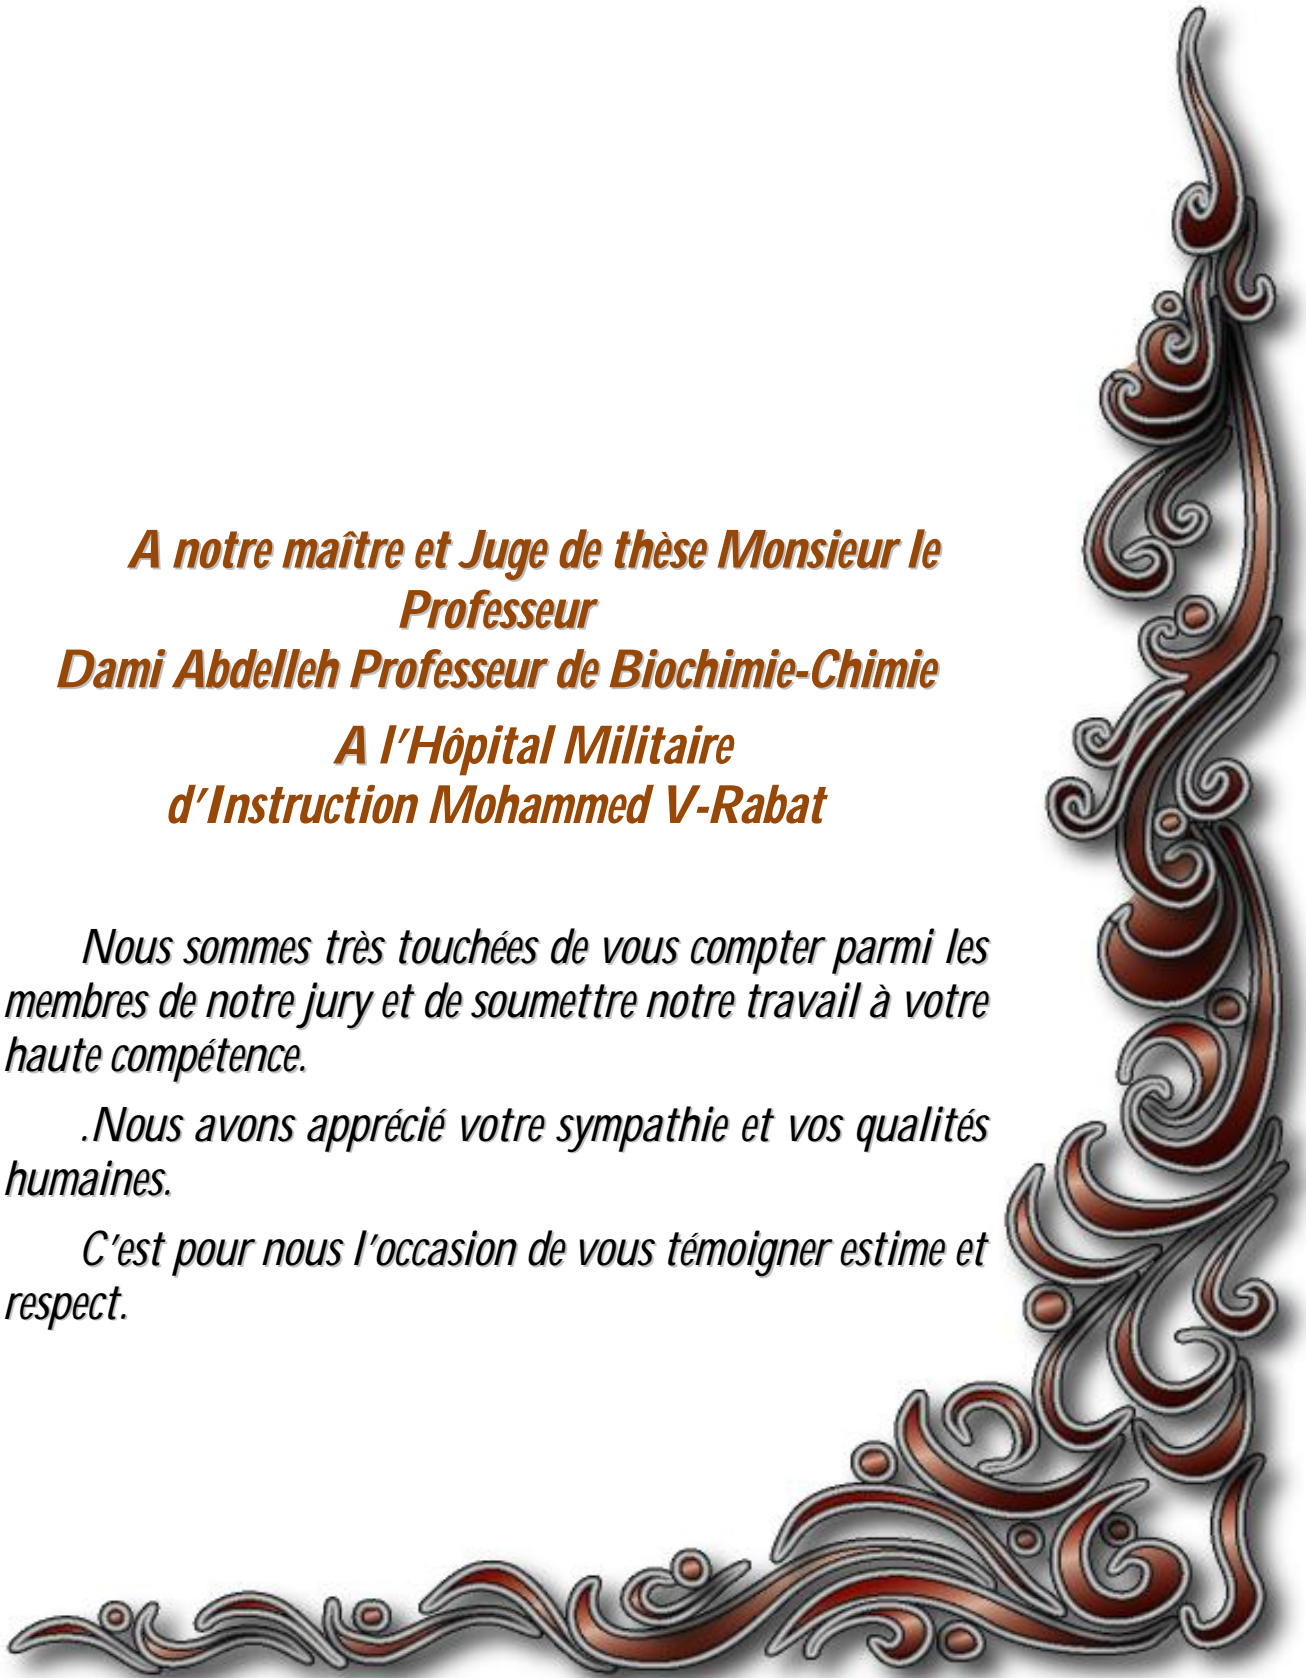 A notre maître et Juge de thèse Monsieur le
Professeur
Dami Abdelleh Professeur de Biochimie-Chimie
A l’Hôpital Militaire
d’Instruction Mohammed V-Rabat
Nous sommes très touchées de vous compter parmi les
membres de notre jury et de soumettre notre travail à votre
haute compétence.
.Nous avons apprécié votre sympathie et vos qualités
humaines.
C’est pour nous l’occasion de vous témoigner estime et
respect.